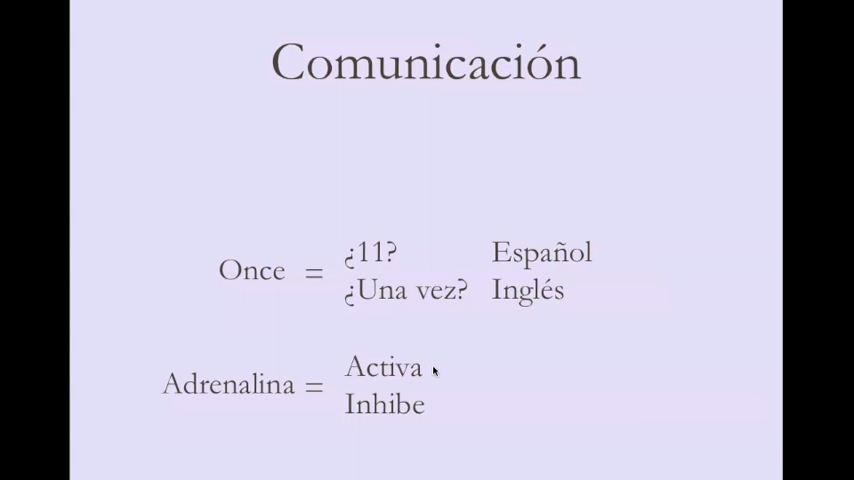 Comunicación
Once = ¿11? Español
¿Una vez? Inglés
Adrenalina = Activa
Inhibe